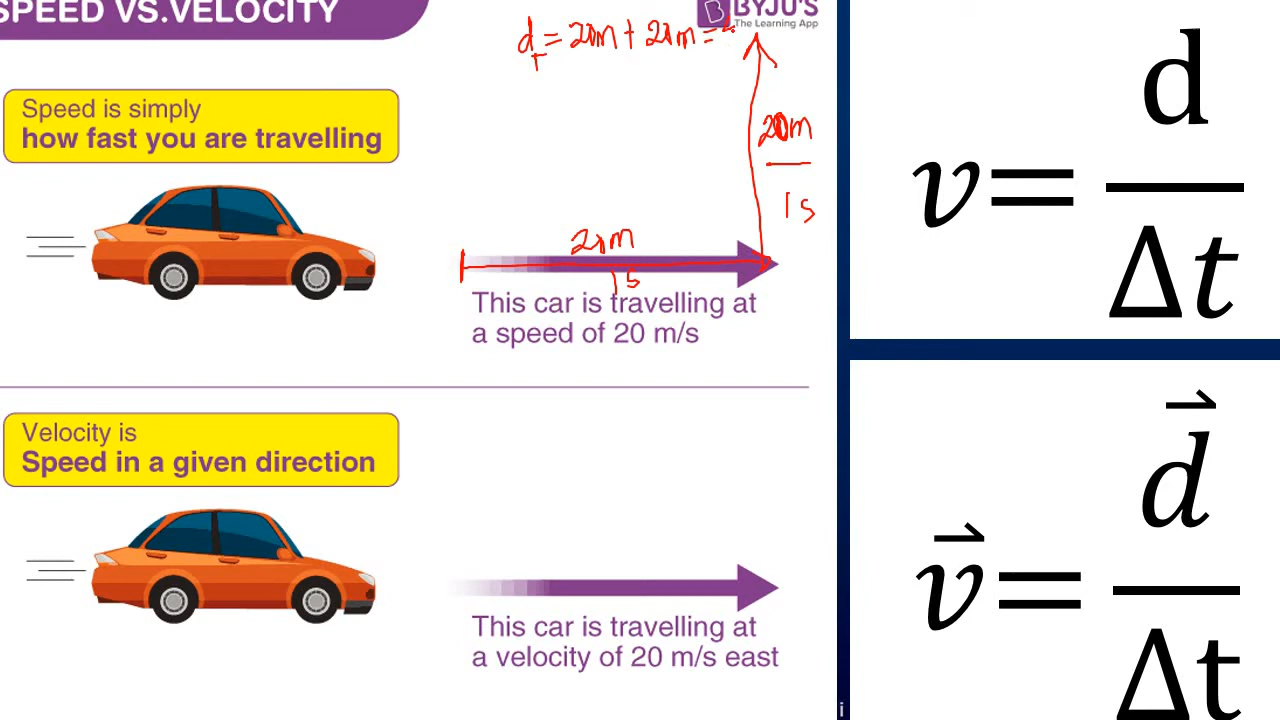 SPEED VS.VELOCITY
BYJU'S
The Learning App
d_T = 20m + 20m =
Speed is simply
how fast you are travelling
20m
1s
20m
1s
This car is travelling at
a speed of 20 m/s
v= d/Δt
Velocity is
Speed in a given direction
This car is travelling at
a velocity of 20 m/s east
v⃗= d⃗/Δt